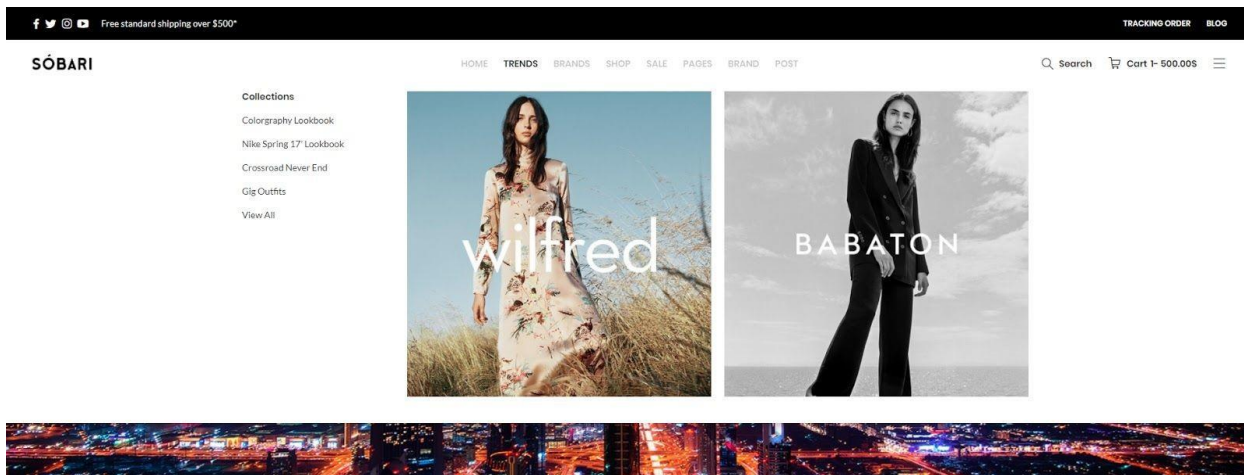 Free standard shipping over $500*
TRACKING ORDER BLOG
SÓBARI
HOME TRENDS BRANDS SHOP SALE PAGES BRAND POST
Search Cart 1- 500.00$
Collections
Colorgraphy Lookbook
Nike Spring 17' Lookbook
Crossroad Never End
Gig Outfits
View All
wilfred
BABATON